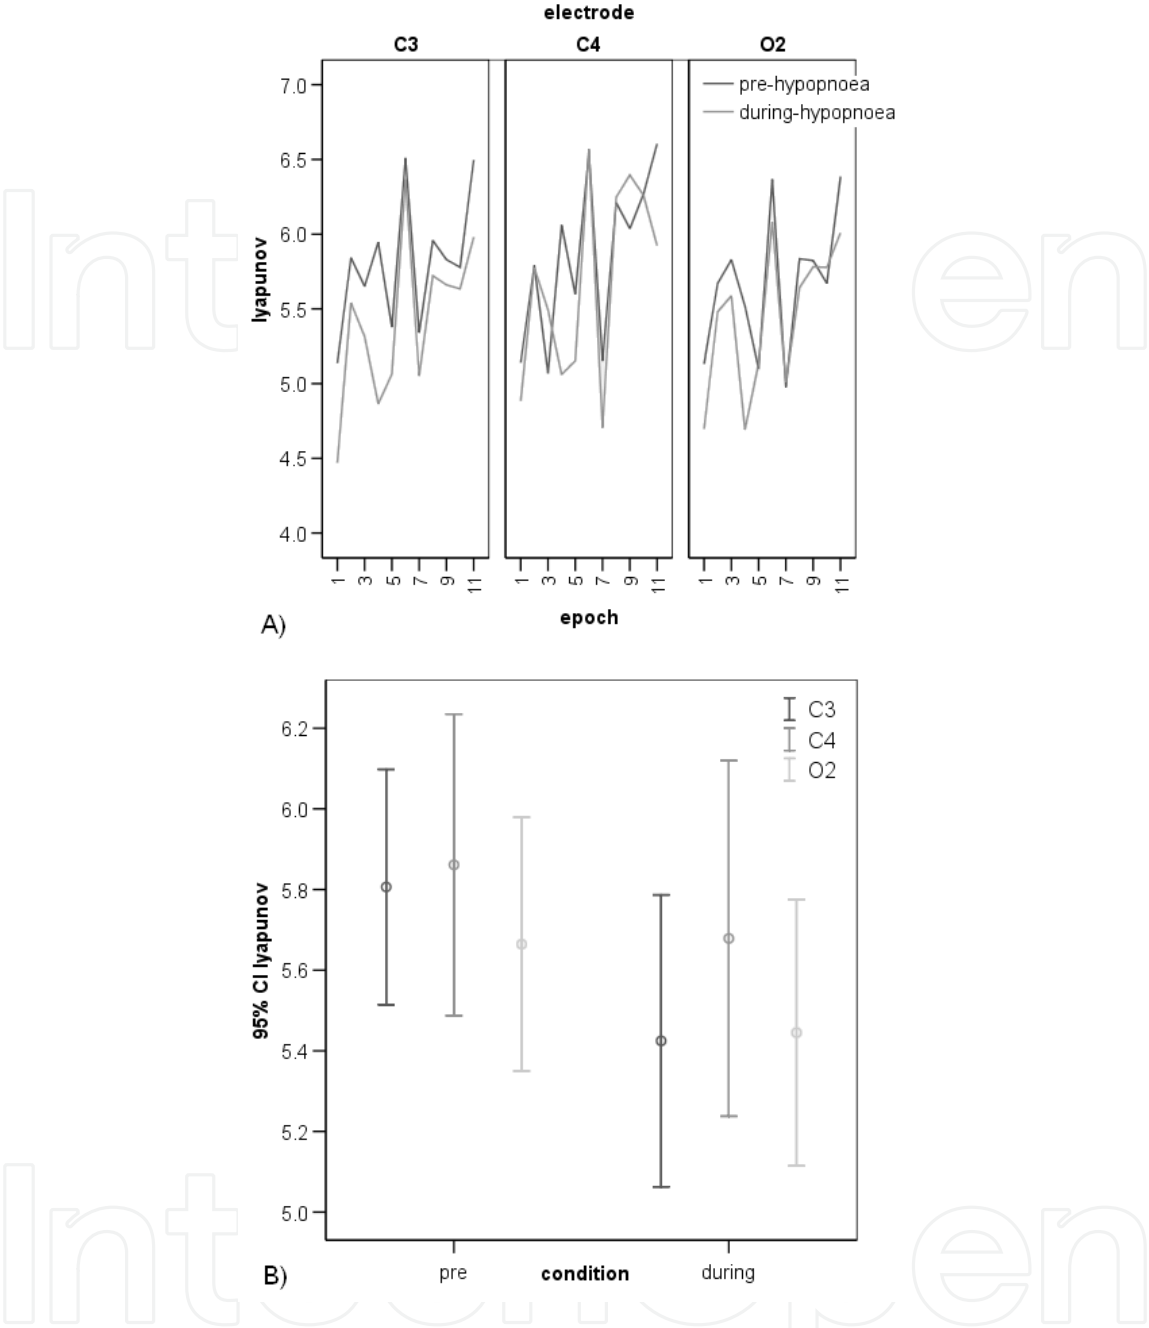 electrode
C3 C4 O2
7.0
6.5
6.0
5.5
5.0
4.5
4.0
lyapunov
pre-hypopnoea
during-hypopnoea
1 3 5 7 9 11 1 3 5 7 9 11 1 3 5 7 9 11
epoch
A)
6.2
6.0
5.8
5.6
5.4
5.2
5.0
95% CI lyapunov
C3
C4
O2
pre condition during
B)